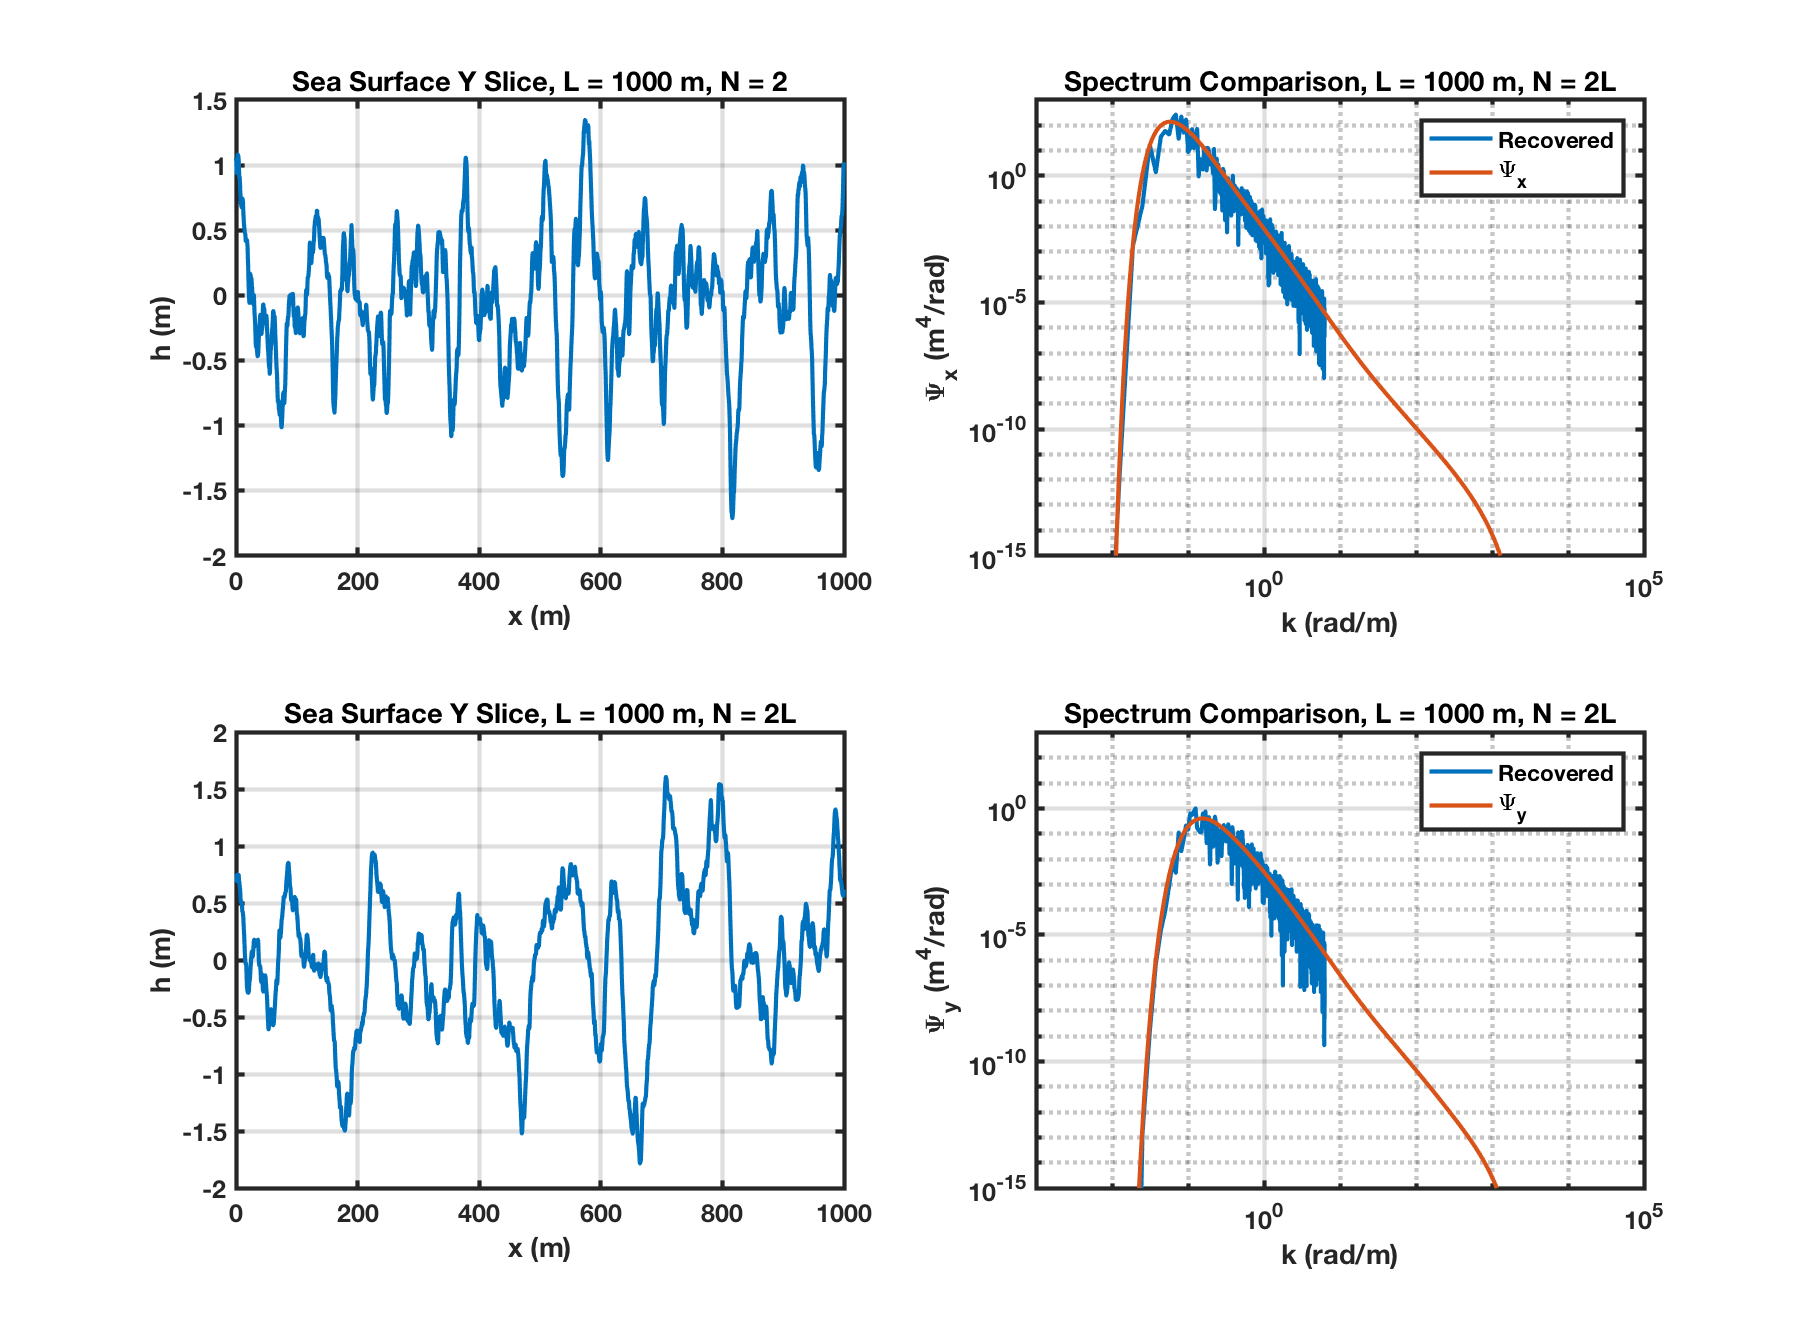 Sea Surface Y Slice, L = 1000 m, N = 2
1.5
1
0.5
0
-0.5
-1
-1.5
-2
h (m)
0 200 400 600 800 1000
x (m)
Spectrum Comparison, L = 1000 m, N = 2L
Recovered
Ψx
10^0
10^-5
10^-10
10^-15
Ψx (m^4/rad)
10^0 10^5
k (rad/m)
Sea Surface Y Slice, L = 1000 m, N = 2L
2
1.5
1
0.5
0
-0.5
-1
-1.5
-2
h (m)
0 200 400 600 800 1000
x (m)
Spectrum Comparison, L = 1000 m, N = 2L
Recovered
Ψy
10^0
10^-5
10^-10
10^-15
Ψy (m^4/rad)
10^0 10^5
k (rad/m)